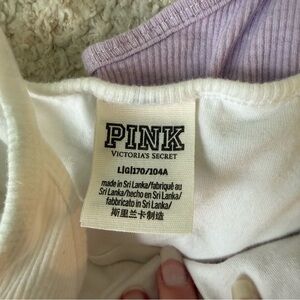 PINK
VICTORIA'S SECRET
L|G|170/104A
made in Sri Lanka/fabriqué au
Sri Lanka/hecho en Sri Lanka/
fabbricato in Sri Lanka/
斯里兰卡制造